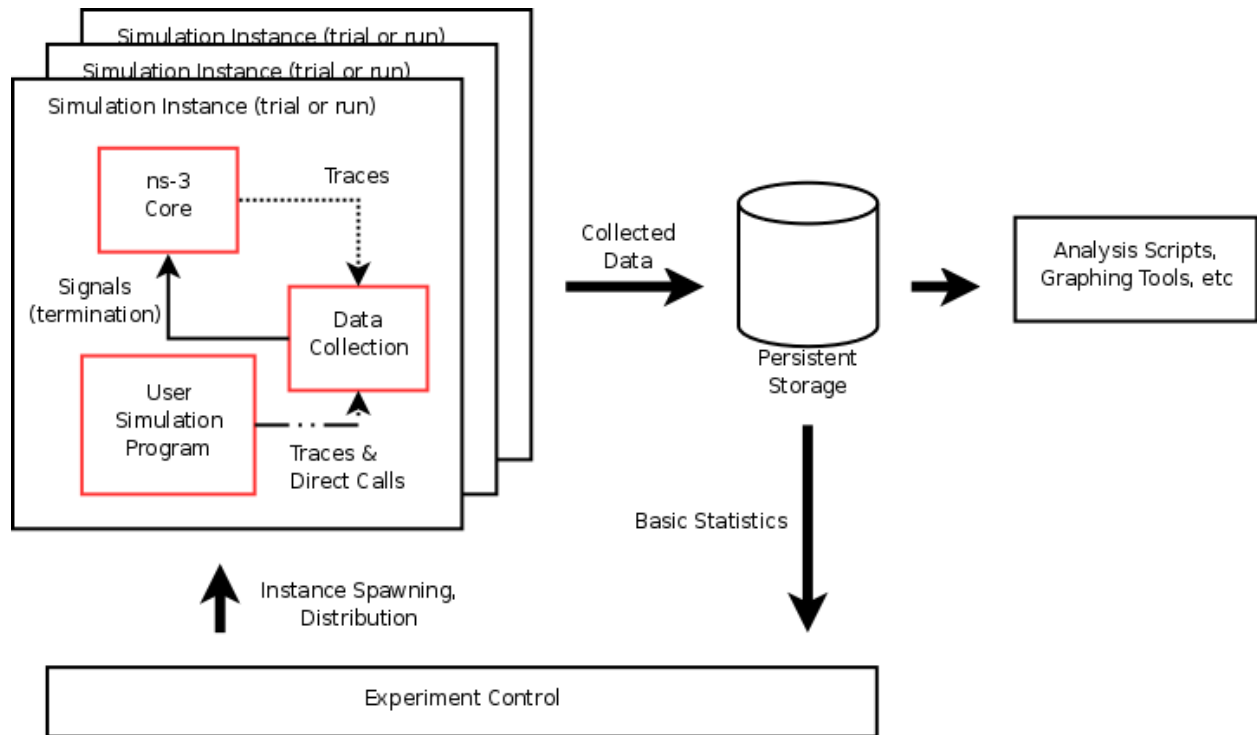 Simulation Instance (trial or run)
Simulation Instance (trial or run)
Simulation Instance (trial or run)
ns-3
Core
Traces
Signals
(termination)
Data
Collection
User
Simulation
Program
Traces &
Direct Calls
Collected
Data
Persistent
Storage
Analysis Scripts,
Graphing Tools, etc
Basic Statistics
Instance Spawning,
Distribution
Experiment Control